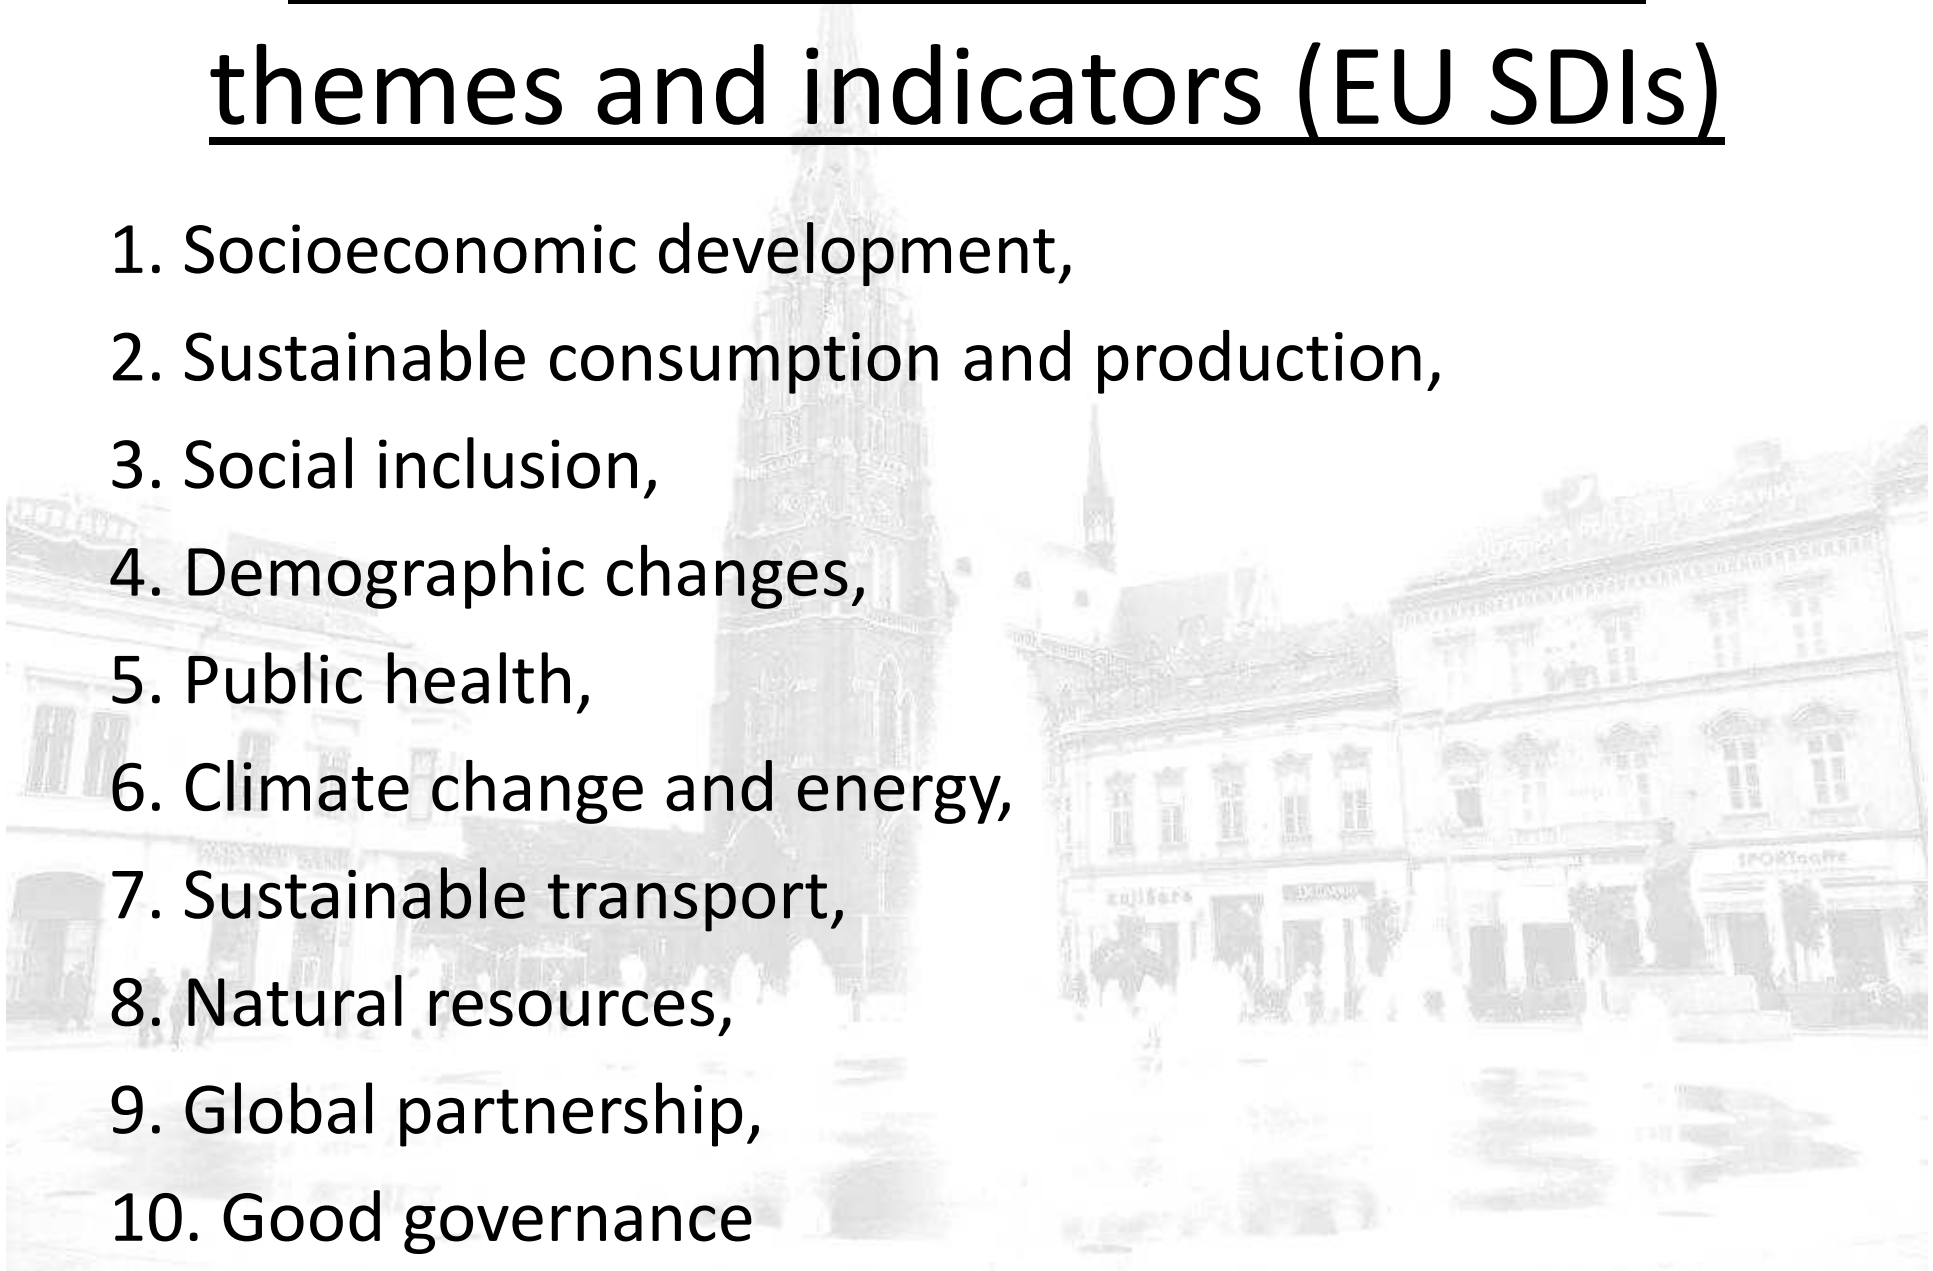 themes and indicators (EU SDIs)
1. Socioeconomic development,
2. Sustainable consumption and production,
3. Social inclusion,
4. Demographic changes,
5. Public health,
6. Climate change and energy,
7. Sustainable transport,
8. Natural resources,
9. Global partnership,
10. Good governance